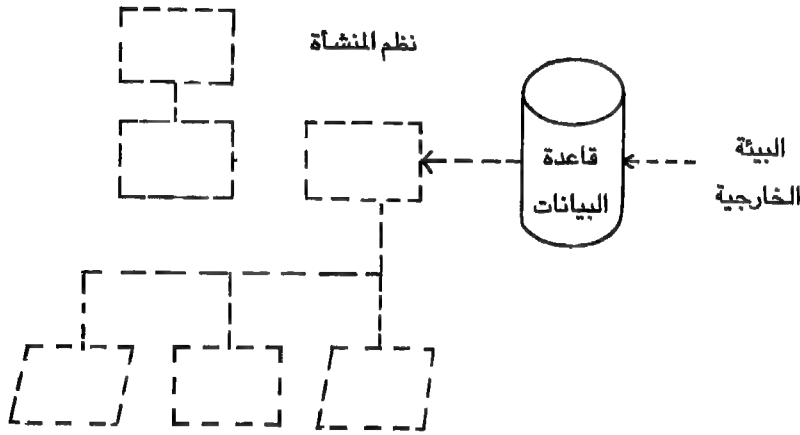 نظم المنشأة
قاعدة
البيانات
البيئة
الخارجية